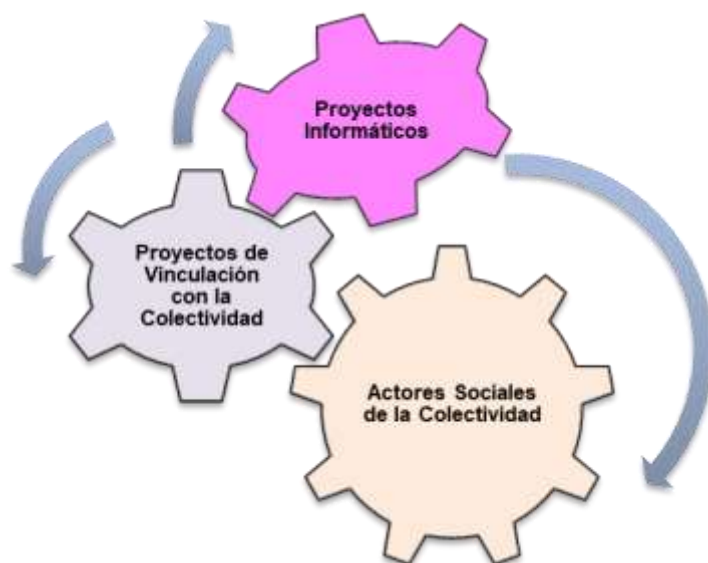 Proyectos
Informáticos
Proyectos de
Vinculación
con la
Colectividad
Actores Sociales
de la Colectividad